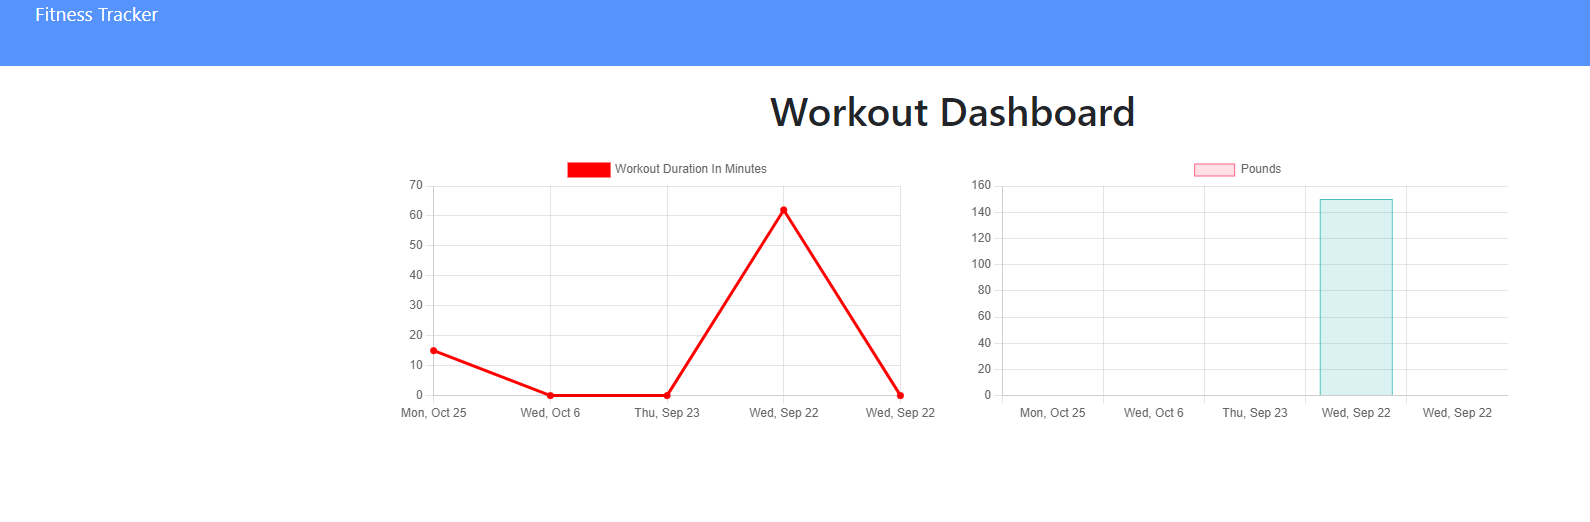 Fitness Tracker
Workout Dashboard
Workout Duration In Minutes
70
60
50
40
30
20
10
0
Mon, Oct 25 Wed, Oct 6 Thu, Sep 23 Wed, Sep 22 Wed, Sep 22
Pounds
160
140
120
100
80
60
40
20
0
Mon, Oct 25 Wed, Oct 6 Thu, Sep 23 Wed, Sep 22 Wed, Sep 22